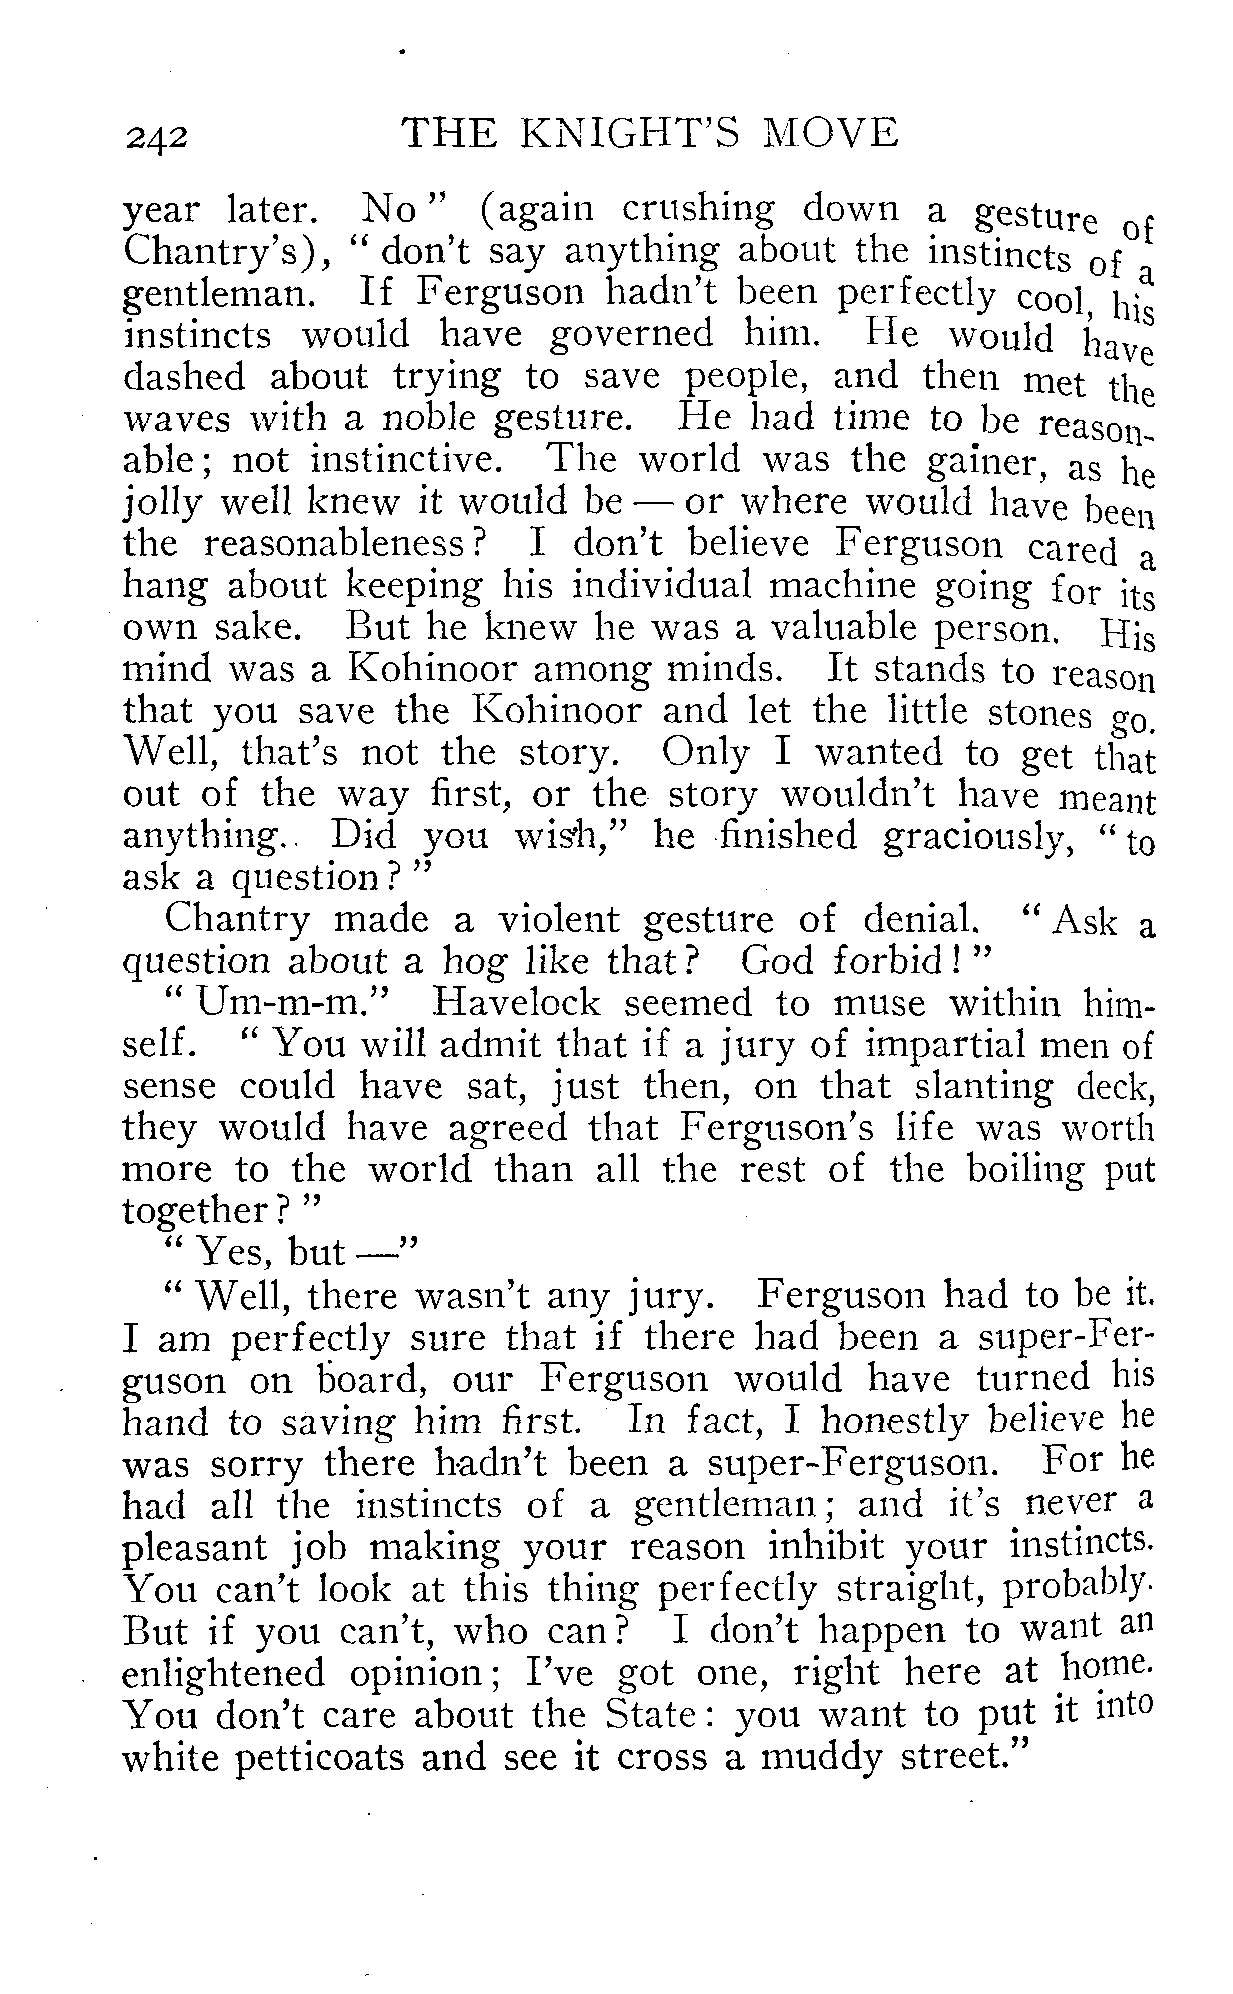 242 THE KNIGHT'S MOVE
year later. No" (again crushing down a gesture of
Chantry's), "don't say anything about the instincts of a
gentleman. If Ferguson hadn't been perfectly cool, his
instincts would have governed him. He would have
dashed about trying to save people, and then met the
waves with a noble gesture. He had time to be reason-
able; not instinctive. The world was the gainer, as he
jolly well knew it would be — or where would have been
the reasonableness? I don't believe Ferguson cared a
hang about keeping his individual machine going for its
own sake. But he knew he was a valuable person. His
mind was a Kohinoor among minds. It stands to reason
that you save the Kohinoor and let the little stones go.
Well, that's not the story. Only I wanted to get that
out of the way first, or the story wouldn't have meant
anything. Did you wish," he finished graciously, "to
ask a question?"
Chantry made a violent gesture of denial. "Ask a
question about a hog like that? God forbid!"
"Um-m-m." Havelock seemed to muse within him-
self. "You will admit that if a jury of impartial men of
sense could have sat, just then, on that slanting deck,
they would have agreed that Ferguson's life was worth
more to the world than all the rest of the boiling put
together?"
"Yes, but —"
"Well, there wasn't any jury. Ferguson had to be it.
I am perfectly sure that if there had been a super-Fer-
guson on board, our Ferguson would have turned his
hand to saving him first. In fact, I honestly believe he
was sorry there hadn't been a super-Ferguson. For he
had all the instincts of a gentleman; and it's never a
pleasant job making your reason inhibit your instincts.
You can't look at this thing perfectly straight, probably.
But if you can't, who can? I don't happen to want an
enlightened opinion; I've got one, right here at home.
You don't care about the State: you want to put it into
white petticoats and see it cross a muddy street."